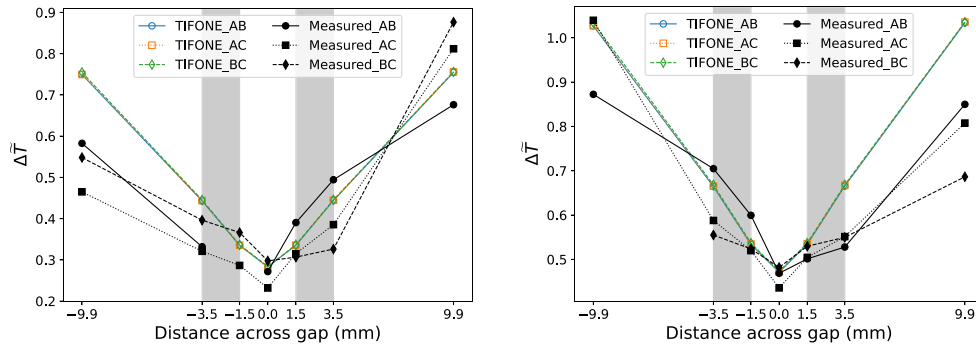 0.9
0.8
0.7
0.6
0.5
0.4
0.3
0.2
ΔT̃
TIFONE_AB
TIFONE_AC
TIFONE_BC
Measured_AB
Measured_AC
Measured_BC
−9.9 −3.5 −1.5 0.0 1.5 3.5 9.9
Distance across gap (mm)
1.0
0.9
0.8
0.7
0.6
0.5
ΔT̃
TIFONE_AB
TIFONE_AC
TIFONE_BC
Measured_AB
Measured_AC
Measured_BC
−9.9 −3.5 −1.5 0.0 1.5 3.5 9.9
Distance across gap (mm)